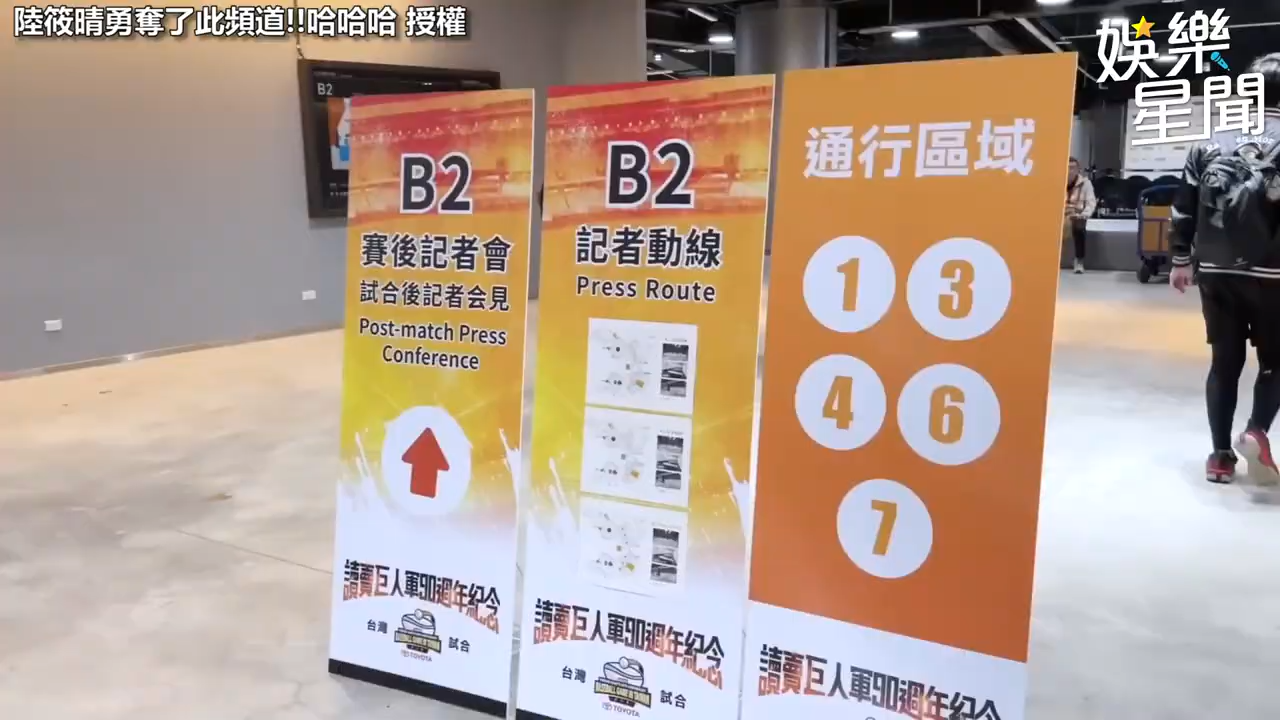 陸筱晴勇奪了此頻道!!哈哈哈 授權
娛樂
星聞
B2
B2
賽後記者會
試合後記者会見
Post-match Press
Conference
讀賣巨人軍90週年紀念
台灣
試合
TOYOTA
B2
記者動線
Press Route
讀賣巨人軍90週年紀念
台灣
BASEBALL GAME IN TAIWAN
試合
TOYOTA
通行區域
1 3
4 6
7
讀賣巨人軍90週年紀念